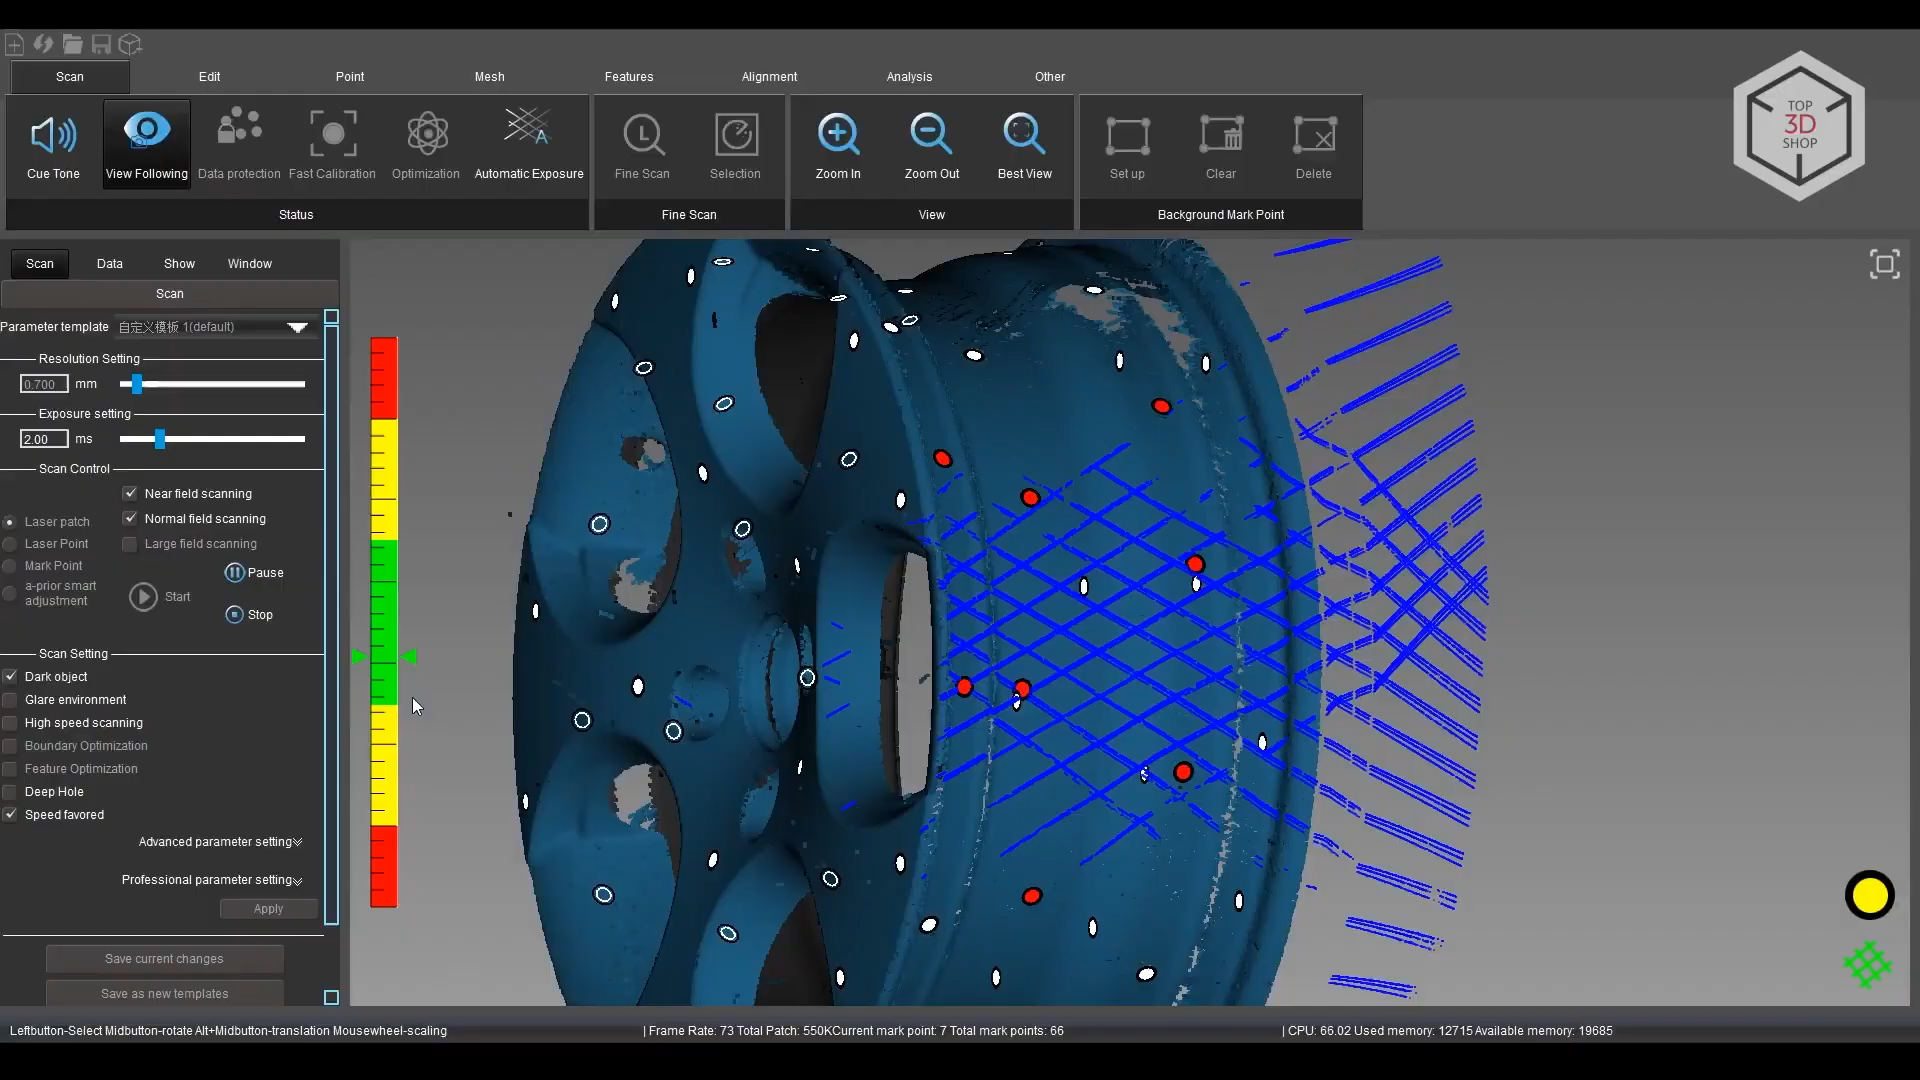 Scan Edit Point Mesh Features Alignment Analysis Other
TOP
3D
SHOP
Cue Tone View Following Data protection Fast Calibration Optimization Automatic Exposure Fine Scan Selection Zoom In Zoom Out Best View Set up Clear Delete
Status Fine Scan View Background Mark Point
Scan Data Show Window
Scan
Parameter template 自定义模板 1(default)
Resolution Setting
0.700 mm
Exposure setting
2.00 ms
Scan Control
Near field scanning
Laser patch Normal field scanning
Laser Point Large field scanning
Mark Point Pause
a-prior smart
adjustment Start
Stop
Scan Setting
Dark object
Glare environment
High speed scanning
Boundary Optimization
Feature Optimization
Deep Hole
Speed favored
Advanced parameter setting
Professional parameter setting
Apply
Save current changes
Save as new templates
Leftbutton-Select Midbutton-rotate Alt+Midbutton-translation Mousewheel-scaling | Frame Rate: 73 Total Patch: 550KCurrent mark point: 7 Total mark points: 66 | CPU: 66.02 Used memory: 12715 Available memory: 19685